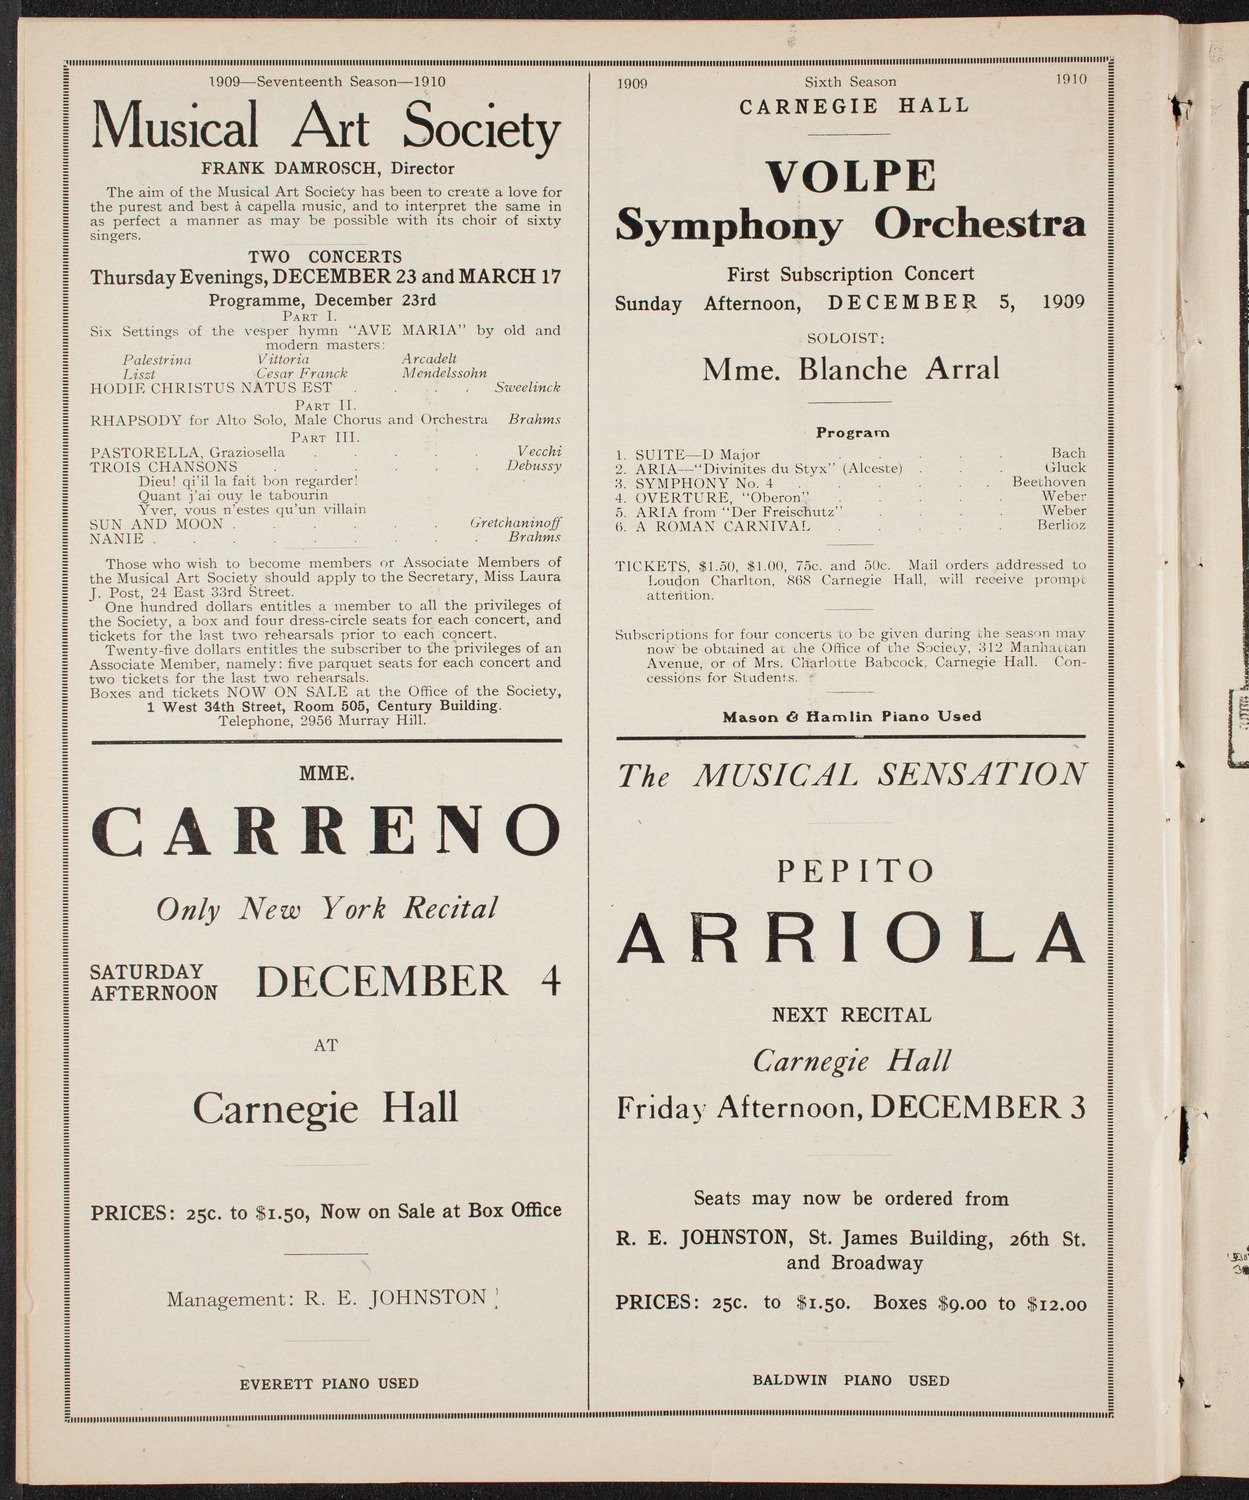 1909—Seventeenth Season—1910
Musical Art Society
FRANK DAMROSCH, Director
The aim of the Musical Art Society has been to create a love for
the purest and best à capella music, and to interpret the same in
as perfect a manner as may be possible with its choir of sixty
singers.
TWO CONCERTS
Thursday Evenings, DECEMBER 23 and MARCH 17
Programme, December 23rd
PART I.
Six Settings of the vesper hymn "AVE MARIA" by old and
modern masters:
Palestrina Vittoria Arcadelt
Liszt Cesar Franck Mendelssohn
HODIE CHRISTUS NATUS EST . . . . Sweelinck
PART II.
RHAPSODY for Alto Solo, Male Chorus and Orchestra Brahms
PART III.
PASTORELLA, Graziosella . . . . . Vecchi
TROIS CHANSONS . . . . . . Debussy
Dieu! qi'il la fait bon regarder!
Quant j'ai ouy le tabourin
Yver, vous n'estes qu'un villain
SUN AND MOON . . . . . . Gretchaninoff
NANIE . . . . . . . . . Brahms
Those who wish to become members or Associate Members of
the Musical Art Society should apply to the Secretary, Miss Laura
J. Post, 24 East 33rd Street.
One hundred dollars entitles a member to all the privileges of
the Society, a box and four dress-circle seats for each concert, and
tickets for the last two rehearsals prior to each concert.
Twenty-five dollars entitles the subscriber to the privileges of an
Associate Member, namely: five parquet seats for each concert and
two tickets for the last two rehearsals.
Boxes and tickets NOW ON SALE at the Office of the Society,
1 West 34th Street, Room 505, Century Building.
Telephone, 2956 Murray Hill.
MME.
CARRENO
Only New York Recital
SATURDAY
AFTERNOON DECEMBER 4
AT
Carnegie Hall
PRICES: 25c. to $1.50, Now on Sale at Box Office
Management: R. E. JOHNSTON
EVERETT PIANO USED
1909 Sixth Season 1910
CARNEGIE HALL
VOLPE
Symphony Orchestra
First Subscription Concert
Sunday Afternoon, DECEMBER 5, 1909
SOLOIST:
Mme. Blanche Arral
Program
1. SUITE—D Major . . . . . Bach
2. ARIA—"Divinites du Styx" (Alceste) . . . Gluck
3. SYMPHONY No. 4 . . . . . . Beethoven
4. OVERTURE, "Oberon" . . . . . Weber
5. ARIA from "Der Freischutz" . . . . Weber
6. A ROMAN CARNIVAL . . . . . Berlioz
TICKETS, $1.50, $1.00, 75c. and 50c. Mail orders addressed to
Loudon Charlton, 868 Carnegie Hall, will receive prompt
attention.
Subscriptions for four concerts to be given during the season may
now be obtained at the Office of the Society, 312 Manhattan
Avenue, or of Mrs. Charlotte Babcock, Carnegie Hall. Con-
cessions for Students.
Mason & Hamlin Piano Used
The MUSICAL SENSATION
PEPITO
ARRIOLA
NEXT RECITAL
Carnegie Hall
Friday Afternoon, DECEMBER 3
Seats may now be ordered from
R. E. JOHNSTON, St. James Building, 26th St.
and Broadway
PRICES: 25c. to $1.50. Boxes $9.00 to $12.00
BALDWIN PIANO USED